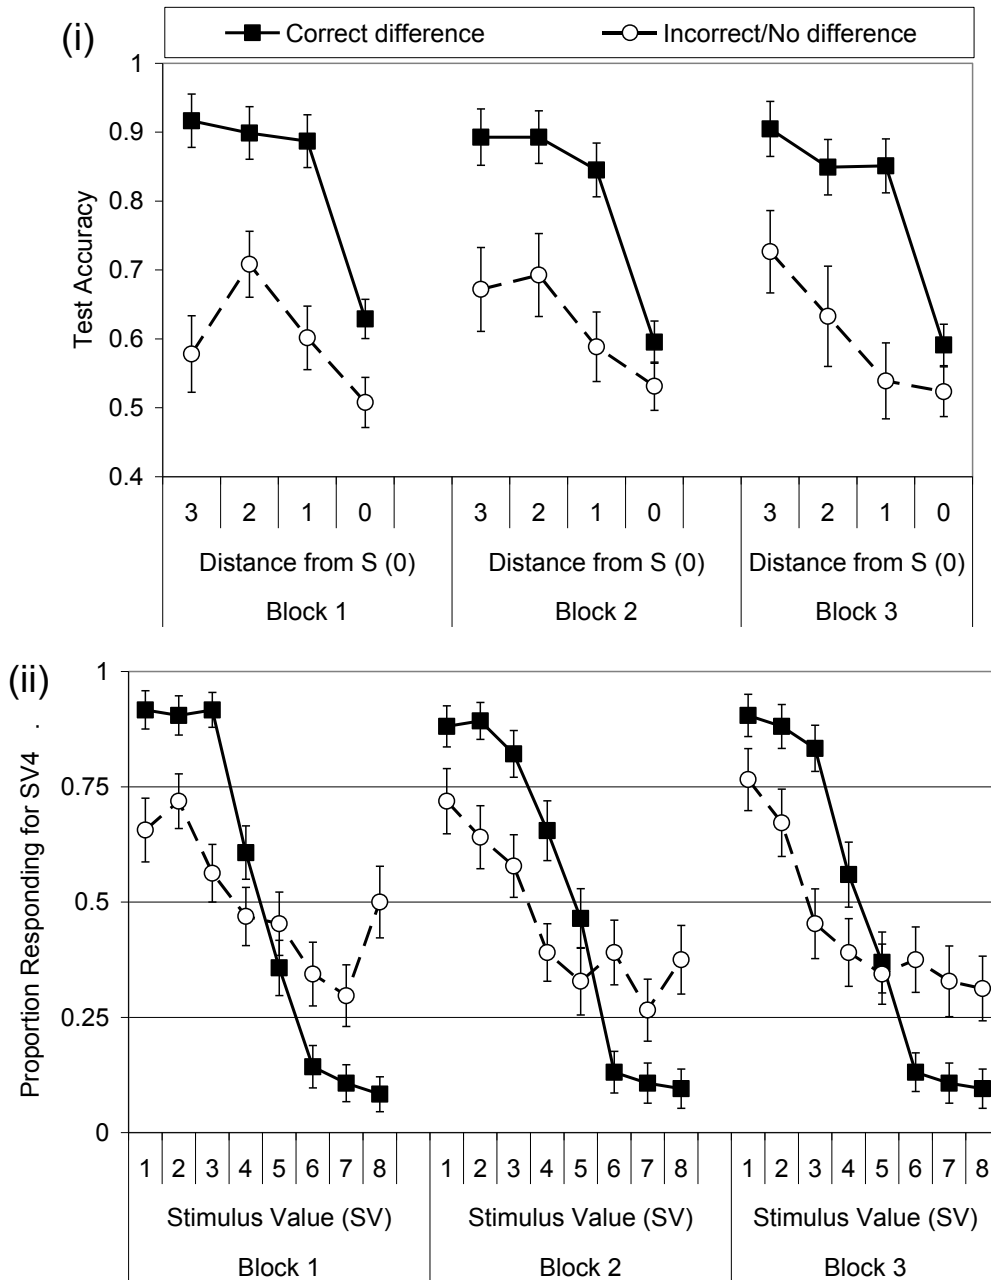 (i)
Correct difference Incorrect/No difference
Test Accuracy
1
0.9
0.8
0.7
0.6
0.5
0.4
3 2 1 0 3 2 1 0 3 2 1 0
Distance from S (0) Distance from S (0) Distance from S (0)
Block 1 Block 2 Block 3
(ii)
Proportion Responding for SV4 .
1
0.75
0.5
0.25
0
1 2 3 4 5 6 7 8 1 2 3 4 5 6 7 8 1 2 3 4 5 6 7 8
Stimulus Value (SV) Stimulus Value (SV) Stimulus Value (SV)
Block 1 Block 2 Block 3